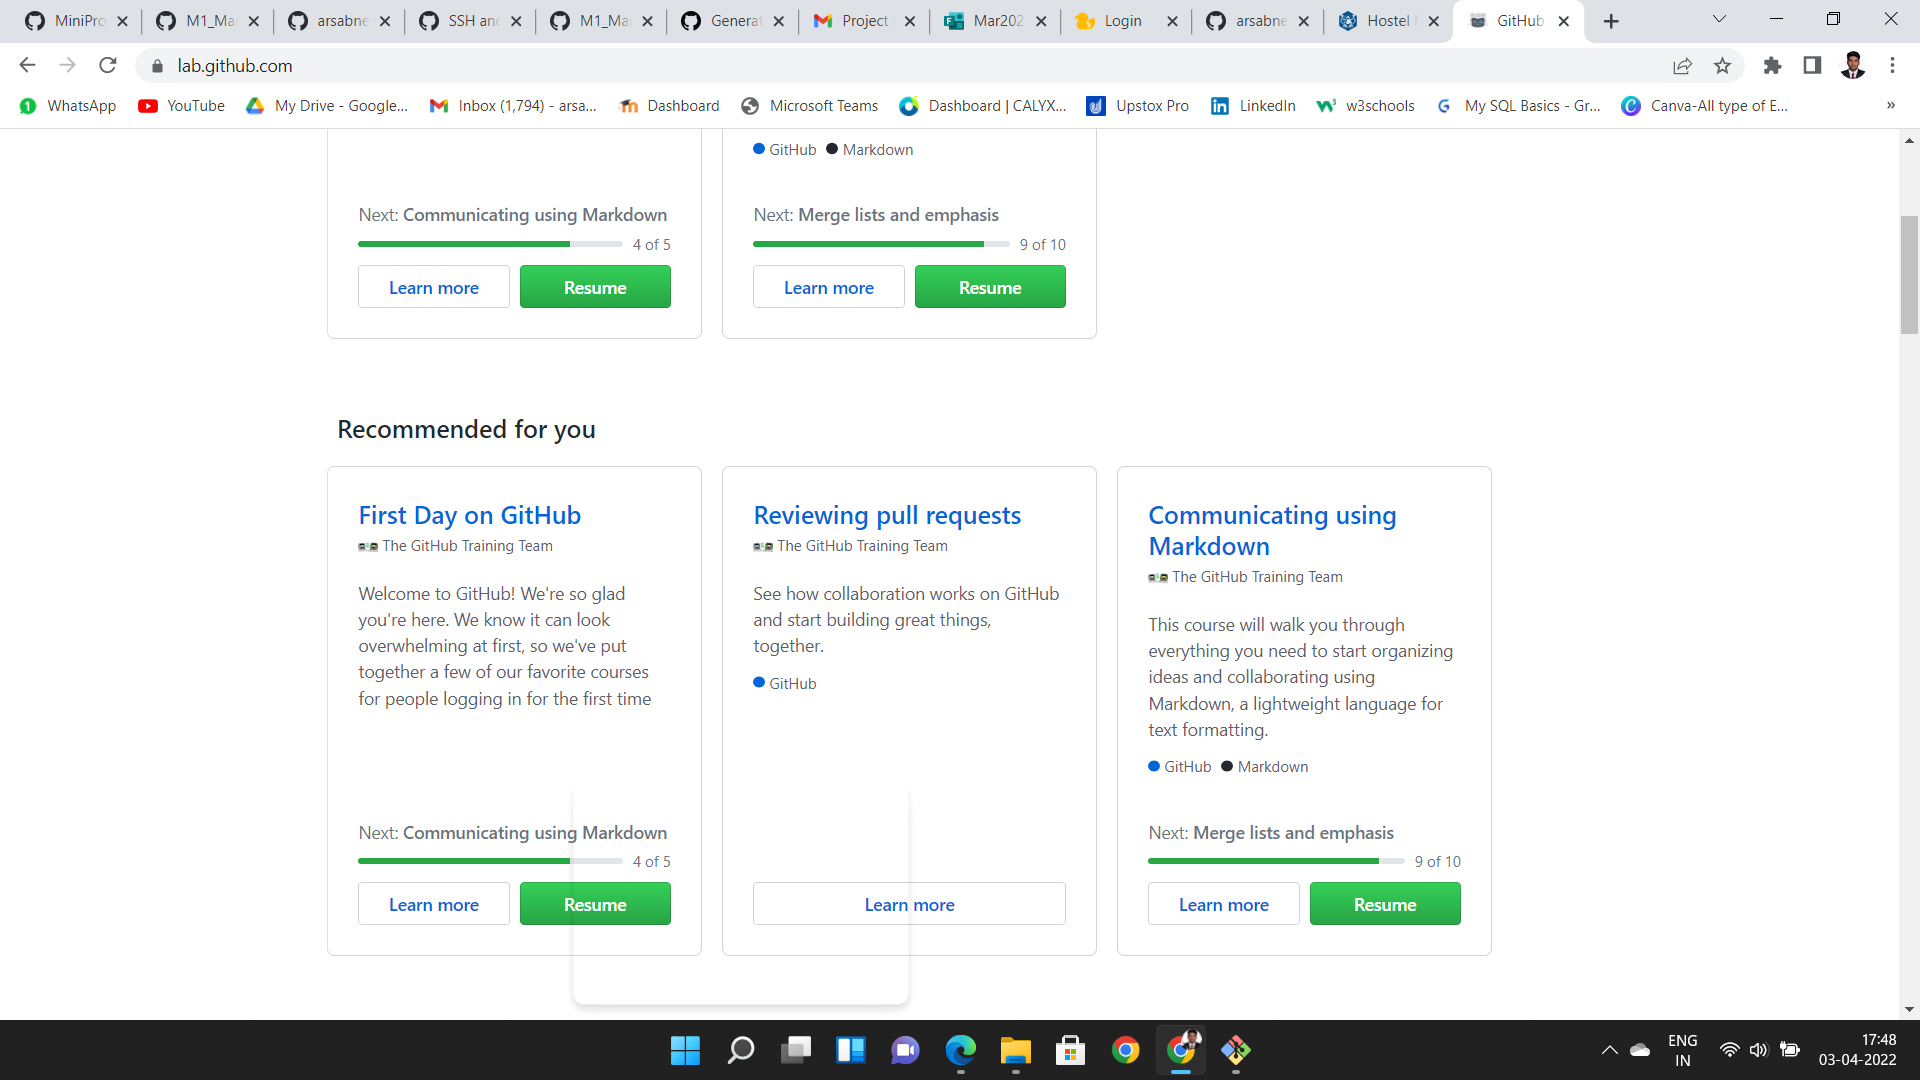 MiniPro
M1_Ma
arsabne
SSH and
M1_Ma
Generat
Project
Mar202
Login
arsabne
Hostel
GitHub
lab.github.com
WhatsApp
YouTube
My Drive - Google...
Inbox (1,794) - arsa...
Dashboard
Microsoft Teams
Dashboard | CALYX...
Upstox Pro
LinkedIn
w3schools
My SQL Basics - Gr...
Canva-All type of E...
»
GitHub Markdown
Next: Communicating using Markdown
4 of 5
Learn more
Resume
Next: Merge lists and emphasis
9 of 10
Learn more
Resume
Recommended for you
First Day on GitHub
The GitHub Training Team
Welcome to GitHub! We're so glad
you're here. We know it can look
overwhelming at first, so we've put
together a few of our favorite courses
for people logging in for the first time
Next: Communicating using Markdown
4 of 5
Learn more
Resume
Reviewing pull requests
The GitHub Training Team
See how collaboration works on GitHub
and start building great things,
together.
GitHub
Learn more
Communicating using
Markdown
The GitHub Training Team
This course will walk you through
everything you need to start organizing
ideas and collaborating using
Markdown, a lightweight language for
text formatting.
GitHub Markdown
Next: Merge lists and emphasis
9 of 10
Learn more
Resume
ENG
IN
17:48
03-04-2022